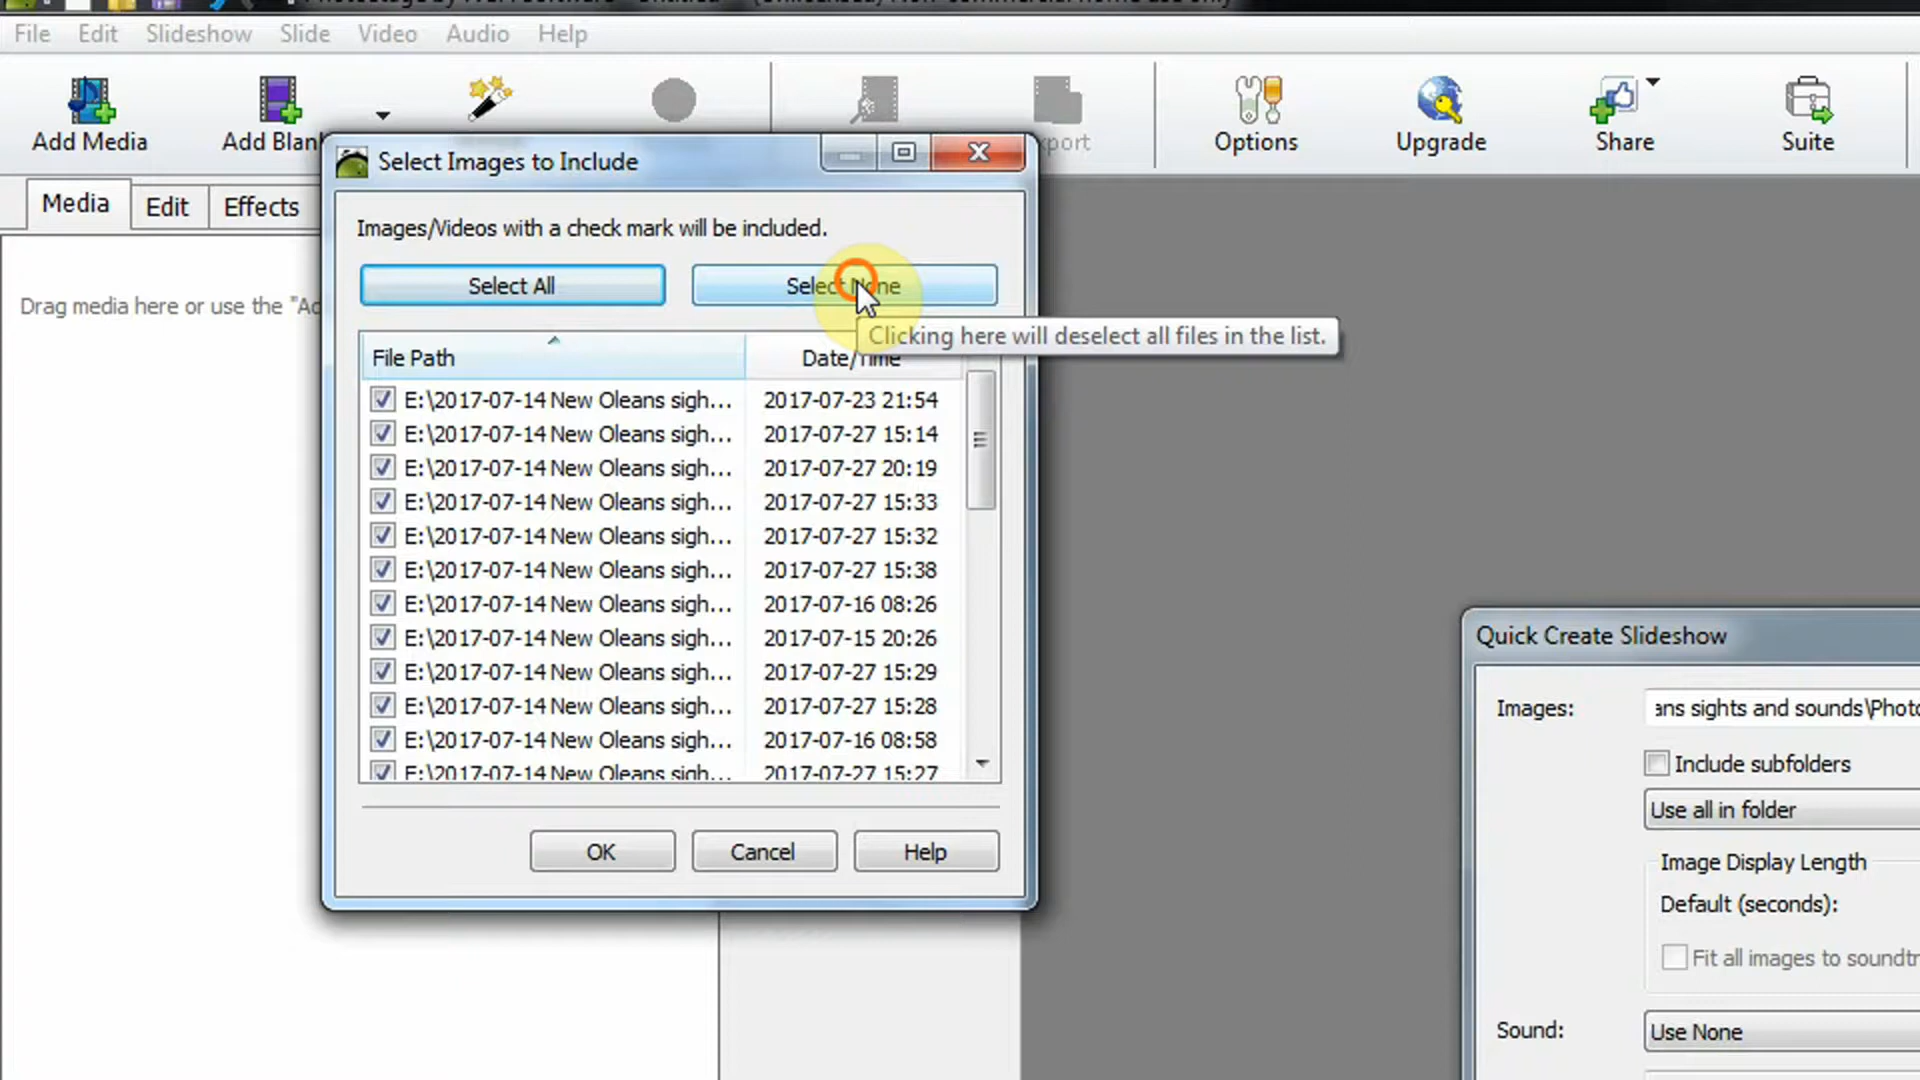 File Edit Slideshow Slide Video Audio Help
Add Media
Add Blan
xport
Options
Upgrade
Share
Suite
Media
Edit
Effects
Drag media here or use the "Ad
Select Images to Include
Images/Videos with a check mark will be included.
Select All
Select None
Clicking here will deselect all files in the list.
File Path Date/Time
E:\2017-07-14 New Oleans sigh... 2017-07-23 21:54
E:\2017-07-14 New Oleans sigh... 2017-07-27 15:14
E:\2017-07-14 New Oleans sigh... 2017-07-27 20:19
E:\2017-07-14 New Oleans sigh... 2017-07-27 15:33
E:\2017-07-14 New Oleans sigh... 2017-07-27 15:32
E:\2017-07-14 New Oleans sigh... 2017-07-27 15:38
E:\2017-07-14 New Oleans sigh... 2017-07-16 08:26
E:\2017-07-14 New Oleans sigh... 2017-07-15 20:26
E:\2017-07-14 New Oleans sigh... 2017-07-27 15:29
E:\2017-07-14 New Oleans sigh... 2017-07-27 15:28
E:\2017-07-14 New Oleans sigh... 2017-07-16 08:58
E:\2017-07-14 New Oleans sigh... 2017-07-27 15:27
OK
Cancel
Help
Quick Create Slideshow
Images: ans sights and sounds\Photo
Include subfolders
Use all in folder
Image Display Length
Default (seconds):
Fit all images to soundtr
Sound: Use None